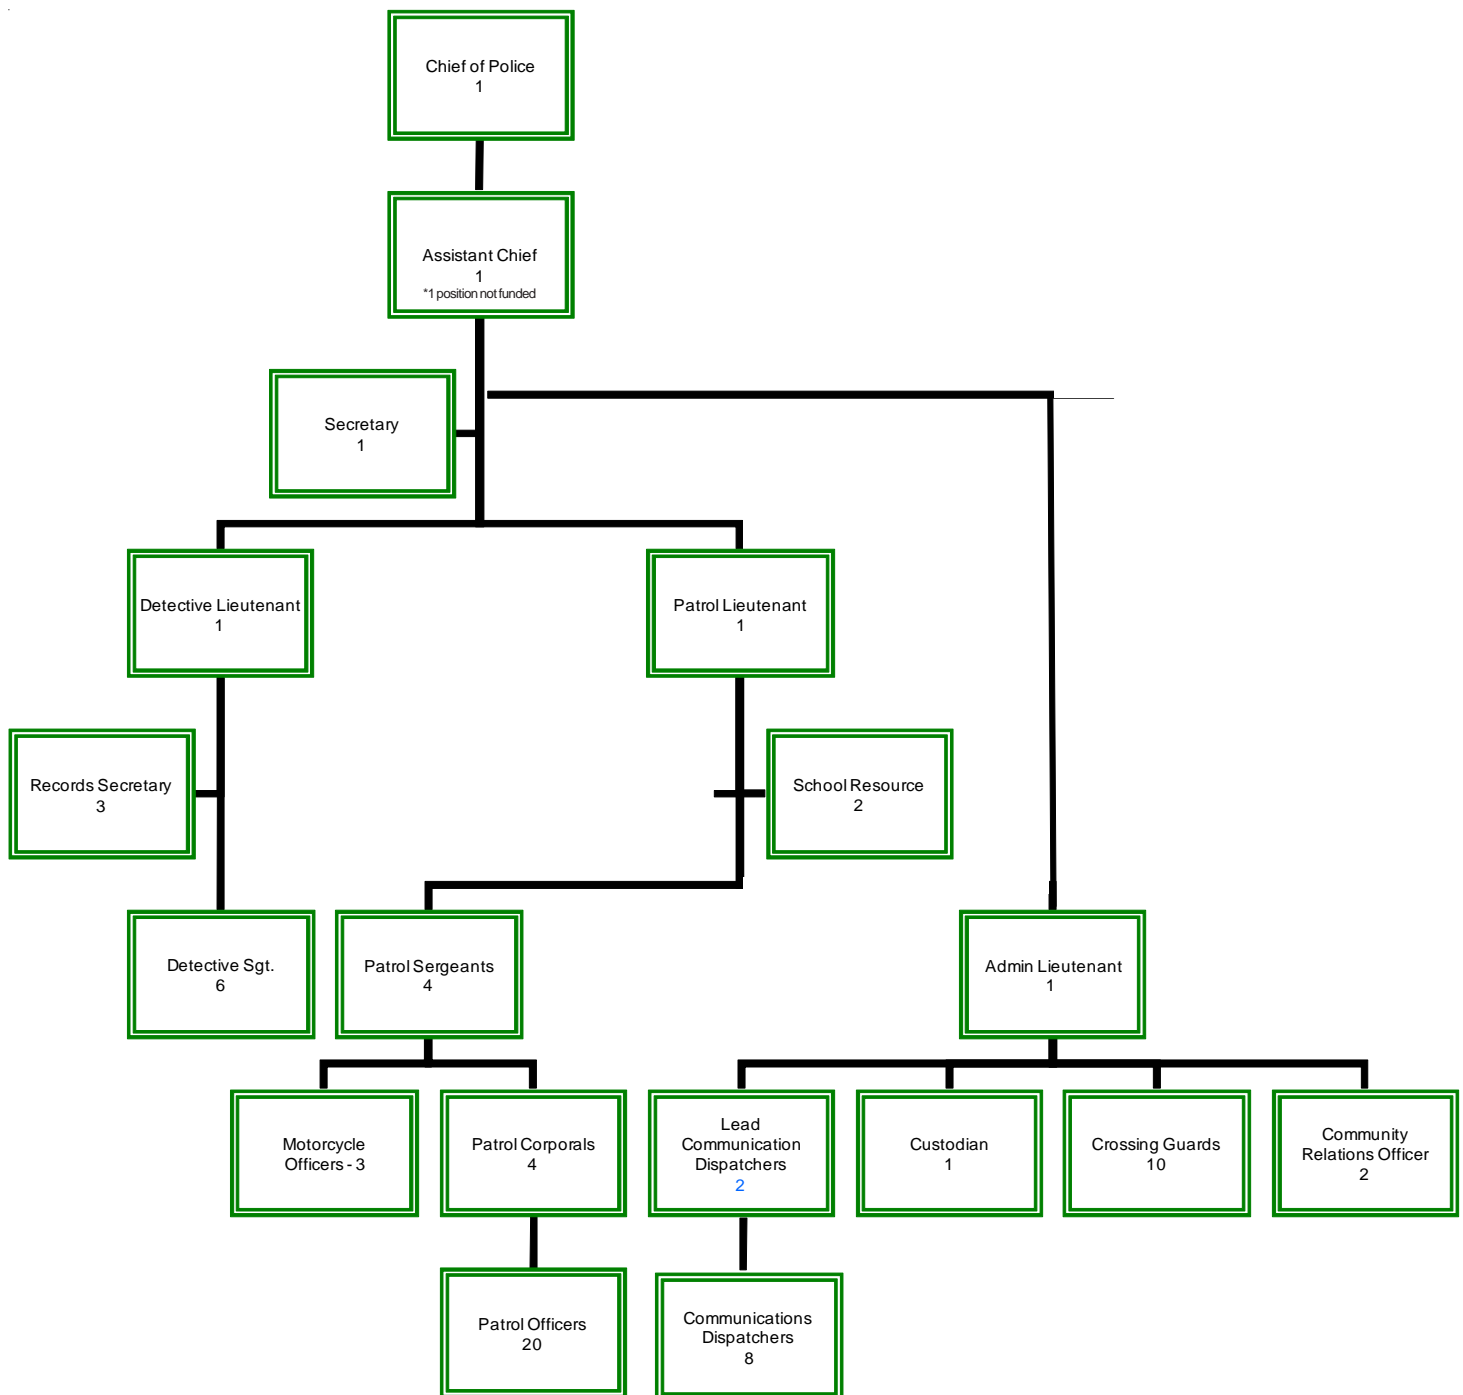 Chief of Police
1
Assistant Chief
1
*1 position not funded
Secretary
1
Detective Lieutenant
1
Patrol Lieutenant
1
Records Secretary
3
School Resource
2
Detective Sgt.
6
Patrol Sergeants
4
Admin Lieutenant
1
Motorcycle
Officers - 3
Patrol Corporals
4
Lead
Communication
Dispatchers
2
Custodian
1
Crossing Guards
10
Community
Relations Officer
2
Patrol Officers
20
Communications
Dispatchers
8